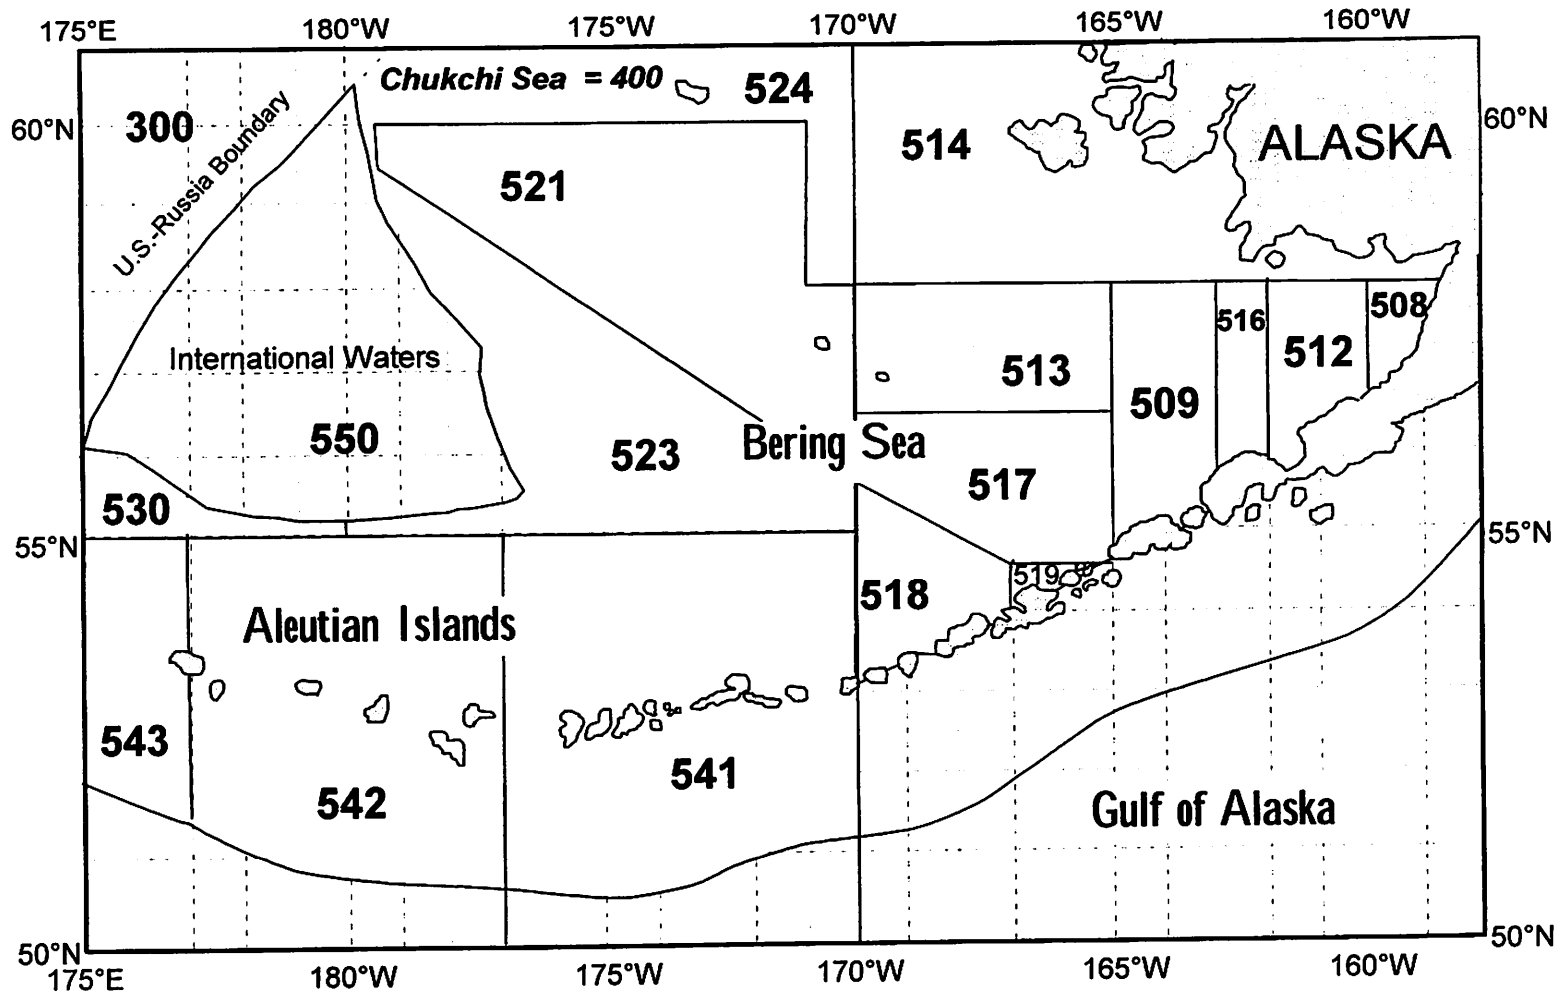 175°E 180°W 175°W 170°W 165°W 160°W
Chukchi Sea = 400
524
300
60°N
60°N
U.S.-Russia Boundary
514
ALASKA
521
508
516
512
International Waters
513
509
550
523
Bering Sea
517
530
55°N
55°N
519
518
Aleutian Islands
543
541
542
Gulf of Alaska
50°N
50°N
175°E 180°W 175°W 170°W 165°W 160°W